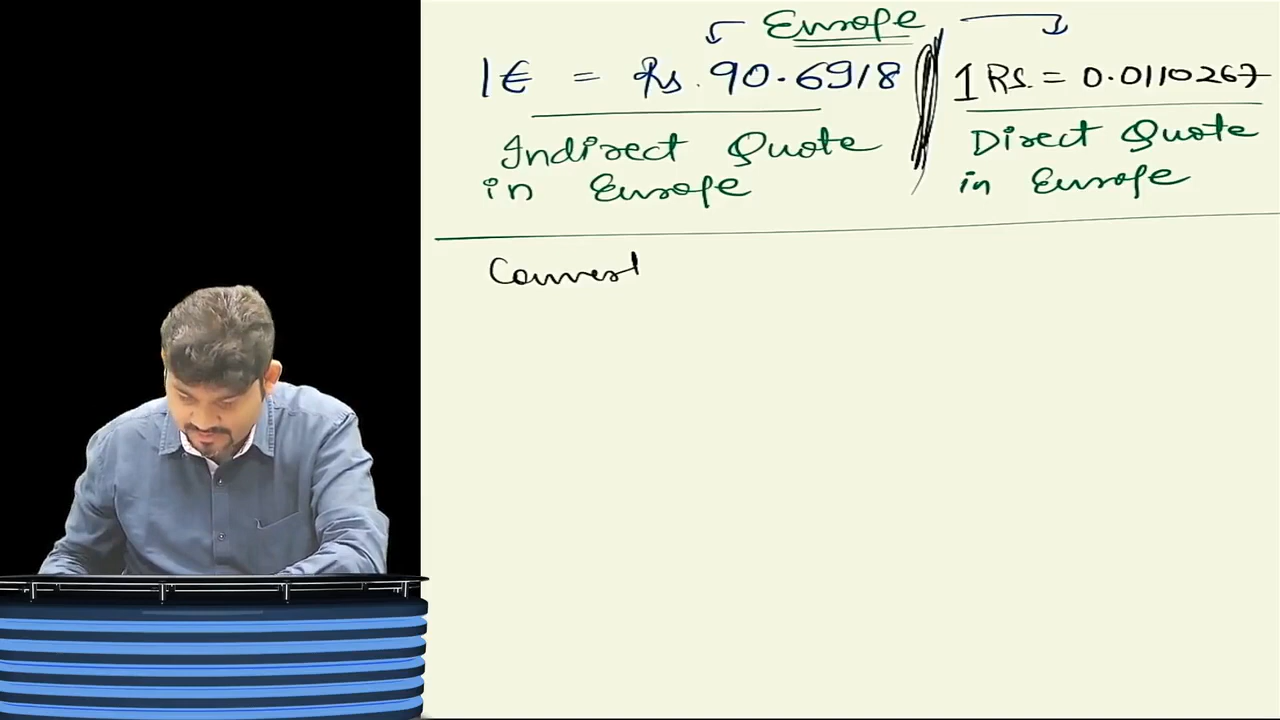 Europe
1€ = Rs. 90.6918
1 Rs. = 0.0110267
Indirect Quote
in Europe
Direct Quote
in Europe
Convert